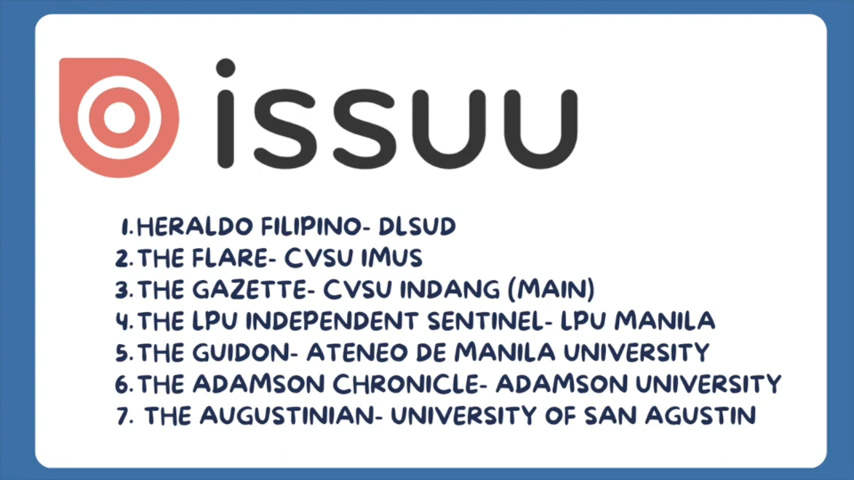 issuu
1. HERALDO FILIPINO- DLSUD
2. THE FLARE- CVSU IMUS
3. THE GAZETTE- CVSU INDANG (MAIN)
4. THE LPU INDEPENDENT SENTINEL- LPU MANILA
5. THE GUIDON- ATENEO DE MANILA UNIVERSITY
6. THE ADAMSON CHRONICLE- ADAMSON UNIVERSITY
7. THE AUGUSTINIAN- UNIVERSITY OF SAN AGUSTIN